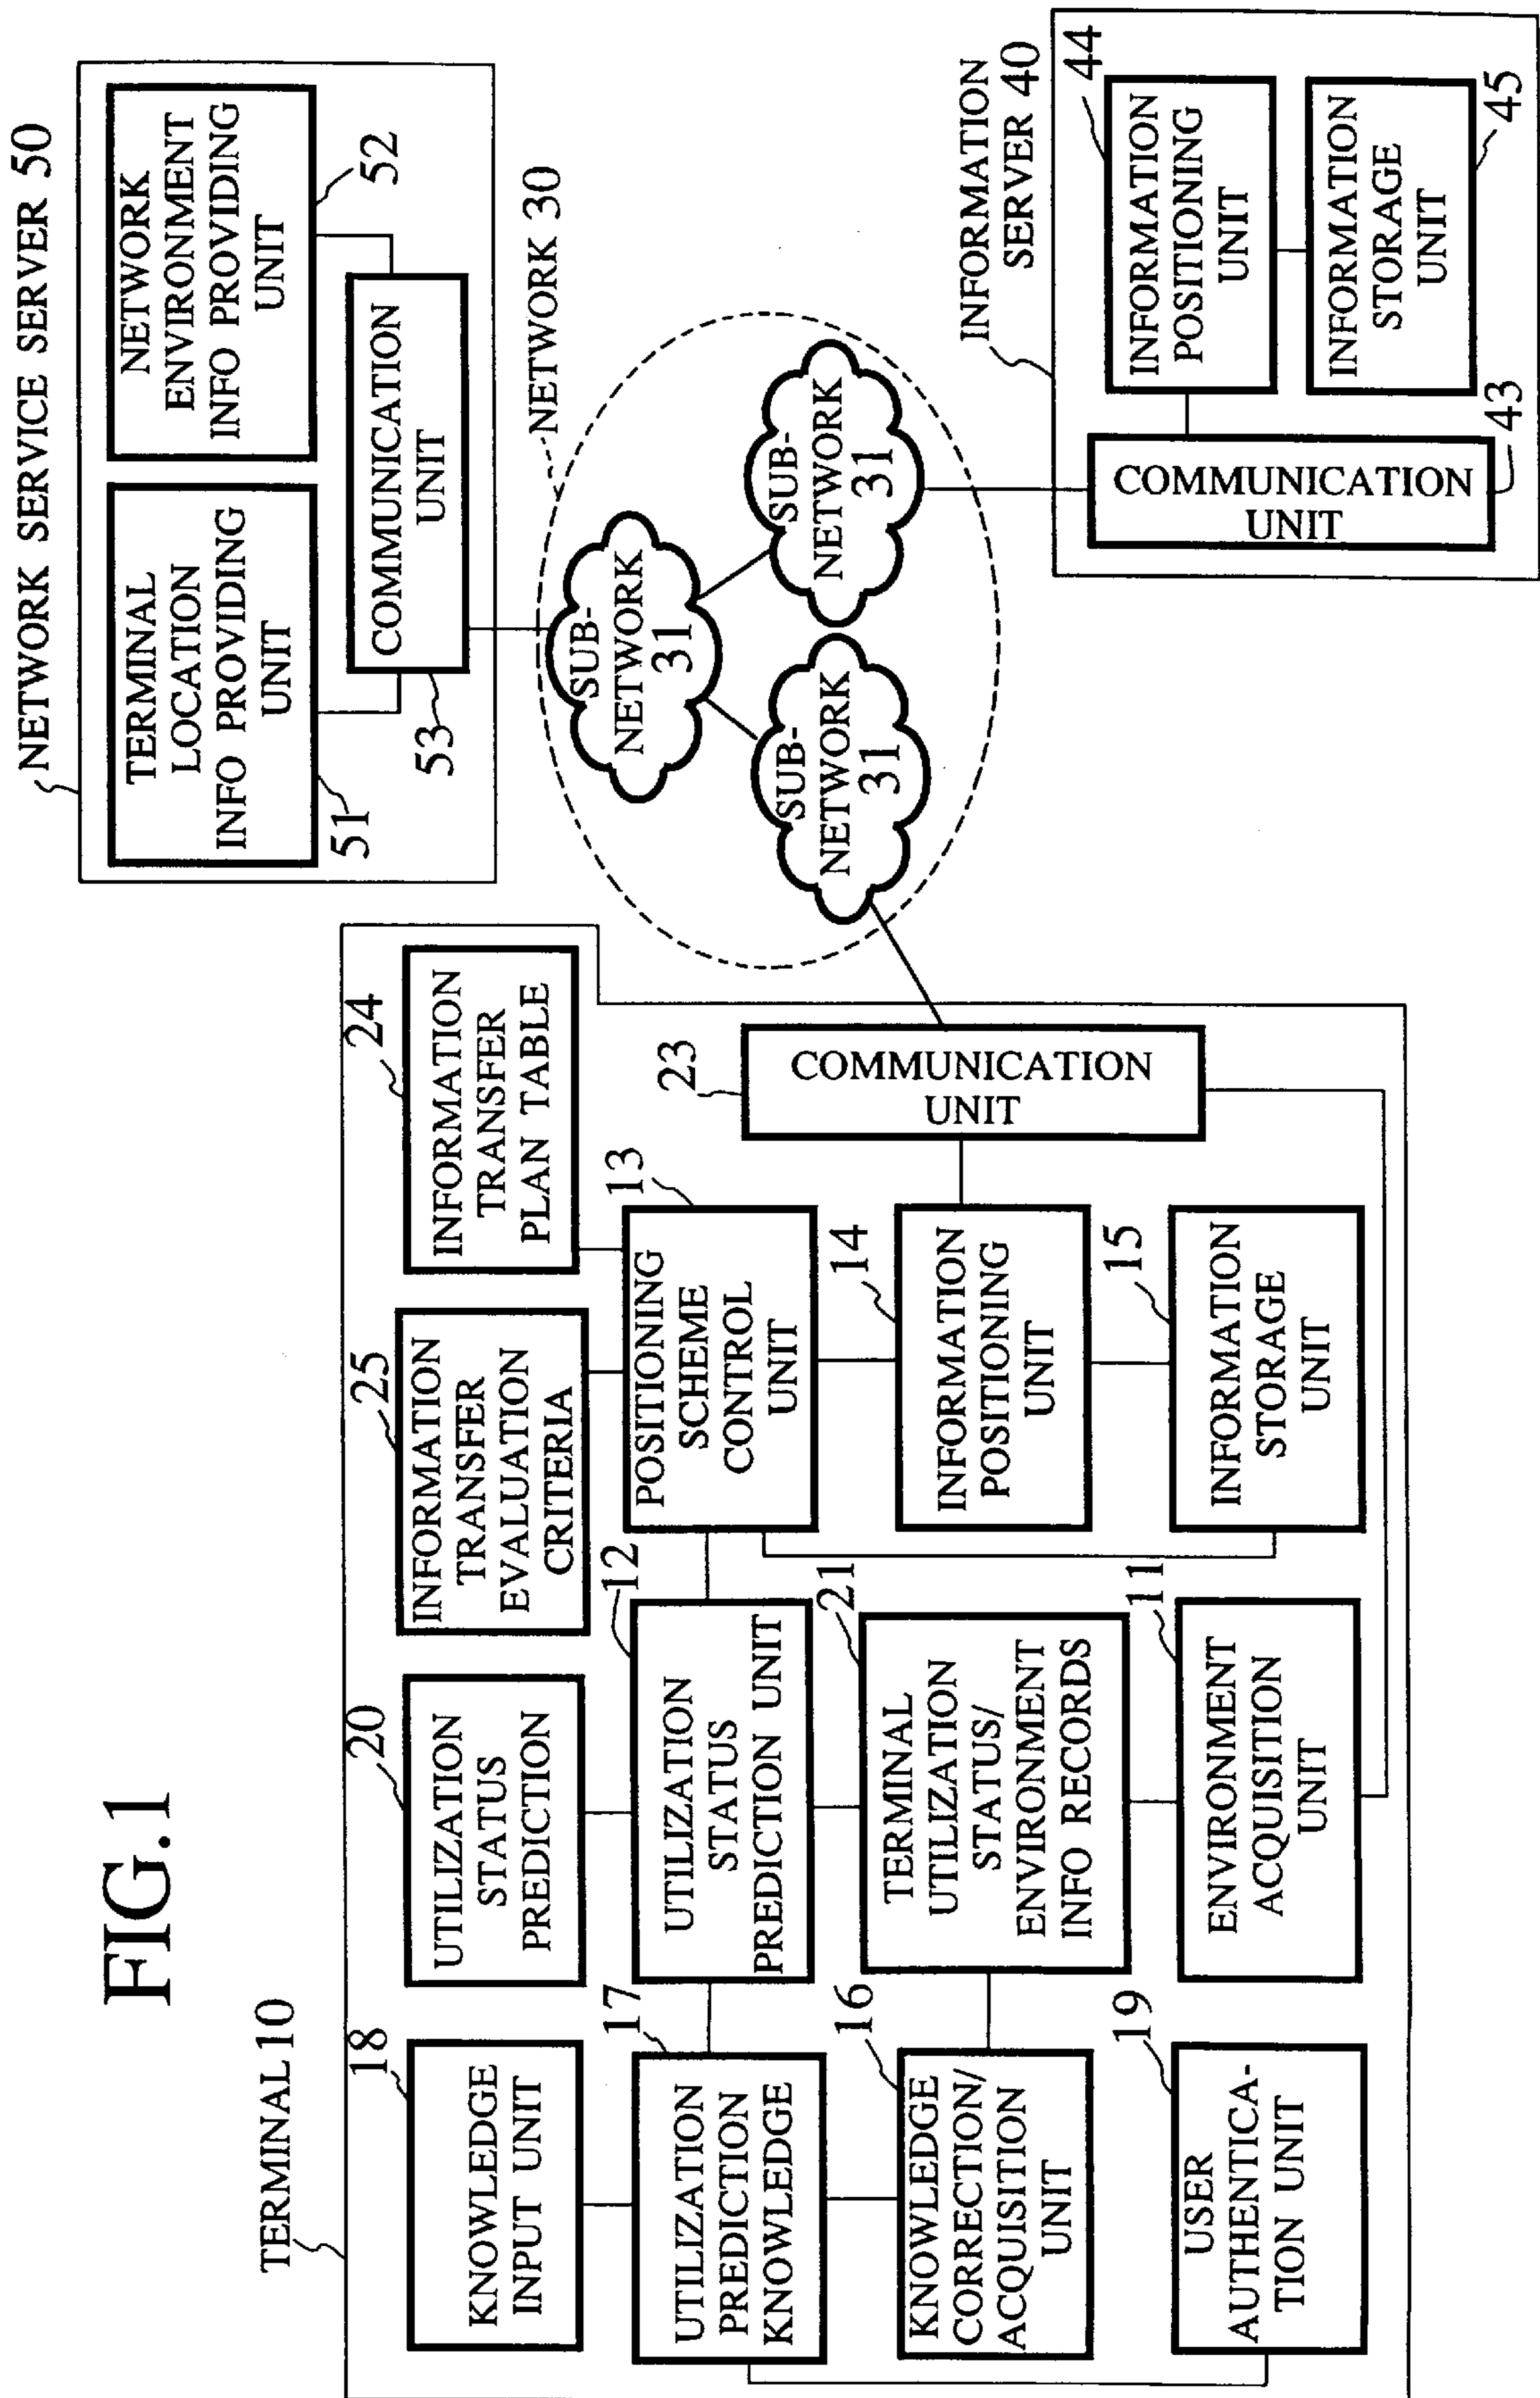 FIG.1
TERMINAL 10
18
KNOWLEDGE
INPUT UNIT
20
UTILIZATION
STATUS
PREDICTION
25
INFORMATION
TRANSFER
EVALUATION
CRITERIA
24
INFORMATION
TRANSFER
PLAN TABLE
17
UTILIZATION
PREDICTION
KNOWLEDGE
12
UTILIZATION
STATUS
PREDICTION UNIT
13
POSITIONING
SCHEME
CONTROL
UNIT
16
KNOWLEDGE
CORRECTION/
ACQUISITION
UNIT
21
TERMINAL
UTILIZATION
STATUS/
ENVIRONMENT
INFO RECORDS
14
INFORMATION
POSITIONING
UNIT
23
COMMUNICATION
UNIT
19
USER
AUTHENTICA-
TION UNIT
11
ENVIRONMENT
ACQUISITION
UNIT
15
INFORMATION
STORAGE
UNIT
NETWORK SERVICE SERVER 50
TERMINAL
LOCATION
INFO PROVIDING
UNIT
51
NETWORK
ENVIRONMENT
INFO PROVIDING
UNIT
52
COMMUNICATION
UNIT
53
NETWORK 30
SUB-
NETWORK
31
SUB-
NETWORK
31
SUB-
NETWORK
31
INFORMATION
SERVER 40
44
INFORMATION
POSITIONING
UNIT
INFORMATION
STORAGE
UNIT
45
COMMUNICATION
UNIT
43